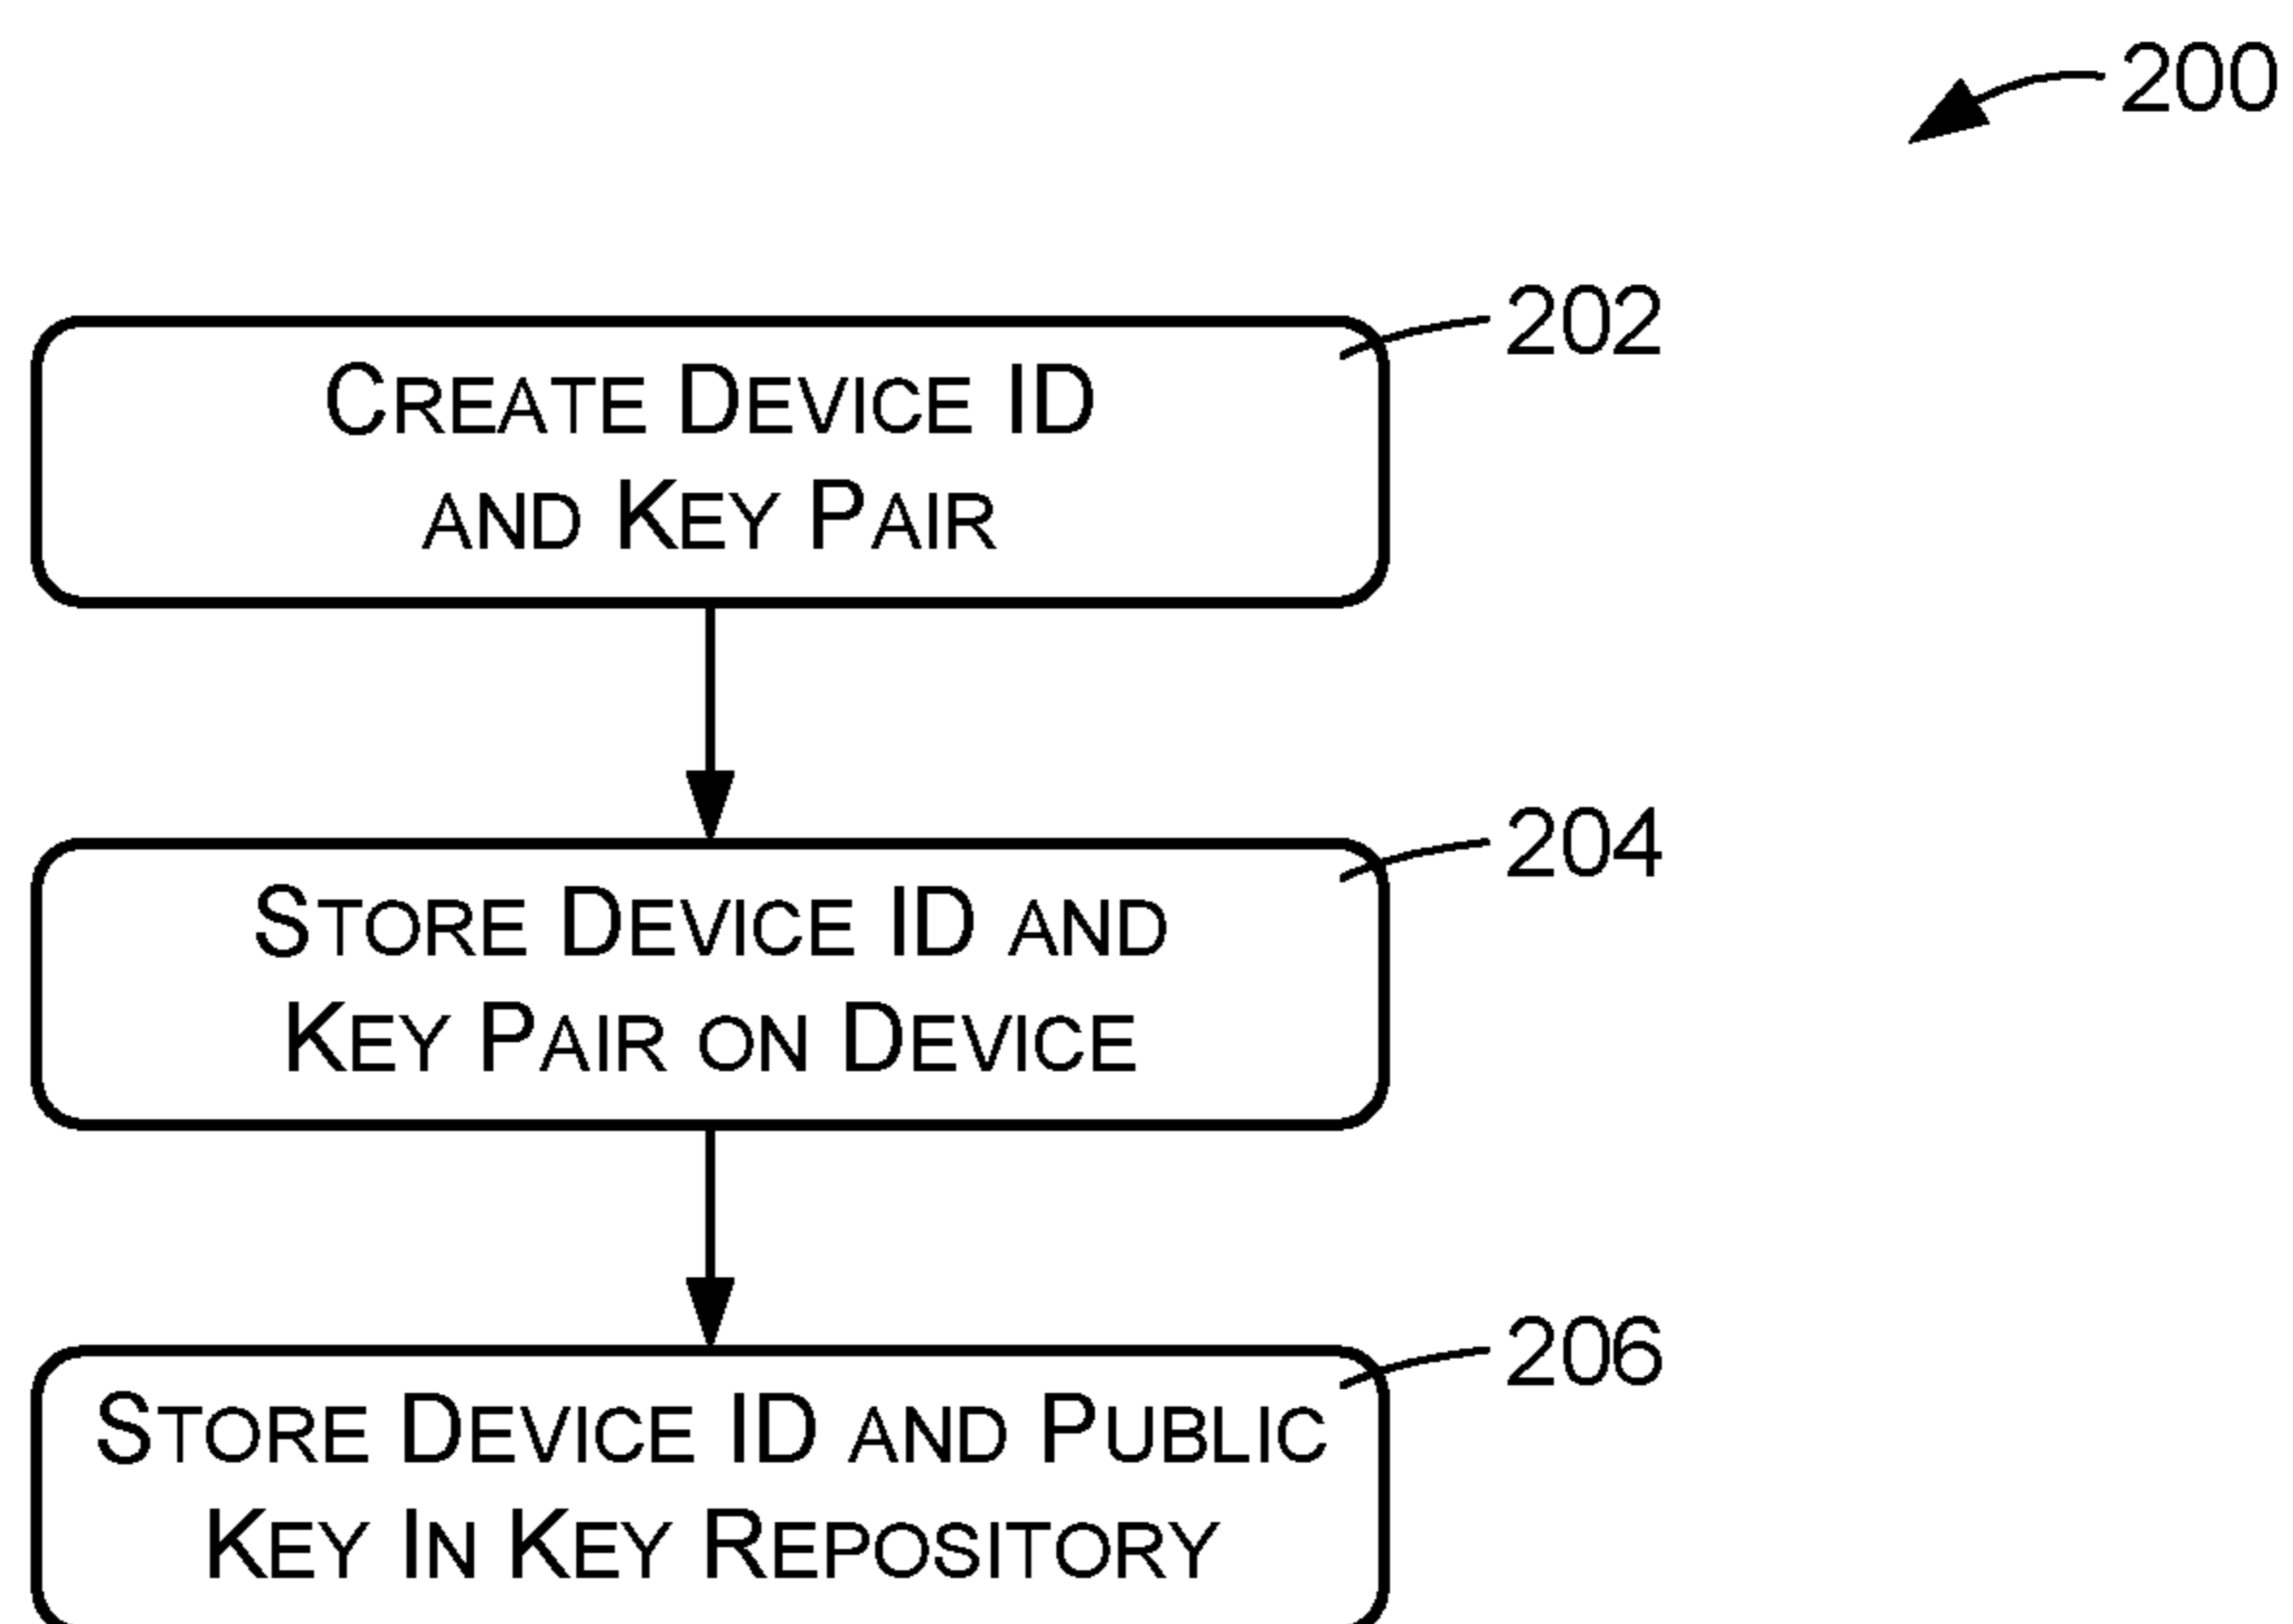 200
202
CREATE DEVICE ID
AND KEY PAIR
204
STORE DEVICE ID AND
KEY PAIR ON DEVICE
206
STORE DEVICE ID AND PUBLIC
KEY IN KEY REPOSITORY